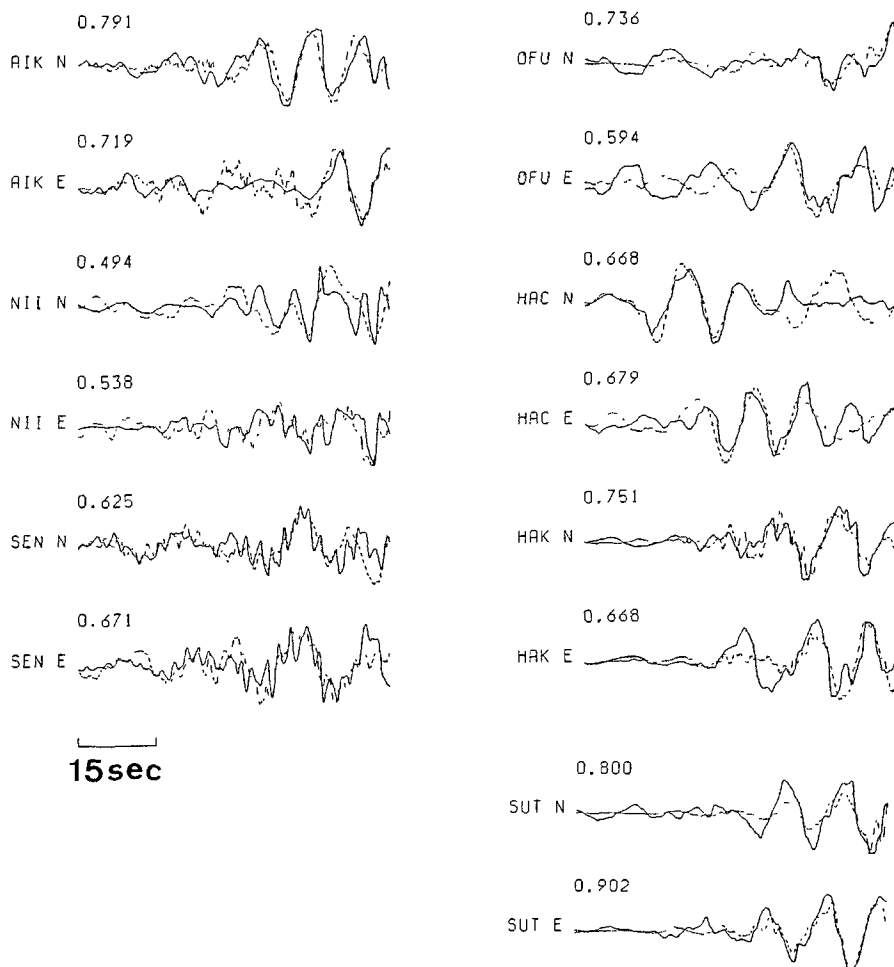 0.791
AIK N
0.719
AIK E
0.494
NII N
0.538
NII E
0.625
SEN N
0.671
SEN E
15sec
0.736
OFU N
0.594
OFU E
0.668
HAC N
0.679
HAC E
0.751
HAK N
0.668
HAK E
0.800
SUT N
0.902
SUT E